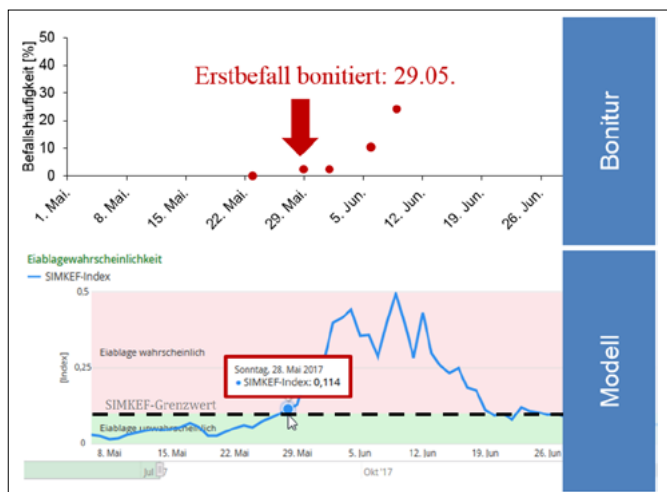 Befallshäufigkeit [%]
50
40
30
20
10
0
Erstbefall bonitiert: 29.05.
1. Mai.
8. Mai.
15. Mai.
22. Mai.
29. Mai.
5. Jun.
12. Jun.
19. Jun.
26. Jun.
Bonitur
Eiablagewahrscheinlichkeit
SIMKEF-Index
[Index]
0,5
0,25
0
Eiablage wahrscheinlich
Sonntag, 28. Mai 2017
SIMKEF-Index: 0,114
SIMKEF-Grenzwert
Eiablage unwahrscheinlich
8. Mai
15. Mai
22. Mai
29. Mai
5. Jun
12. Jun
19. Jun
26. Jun
Okt '17
Modell